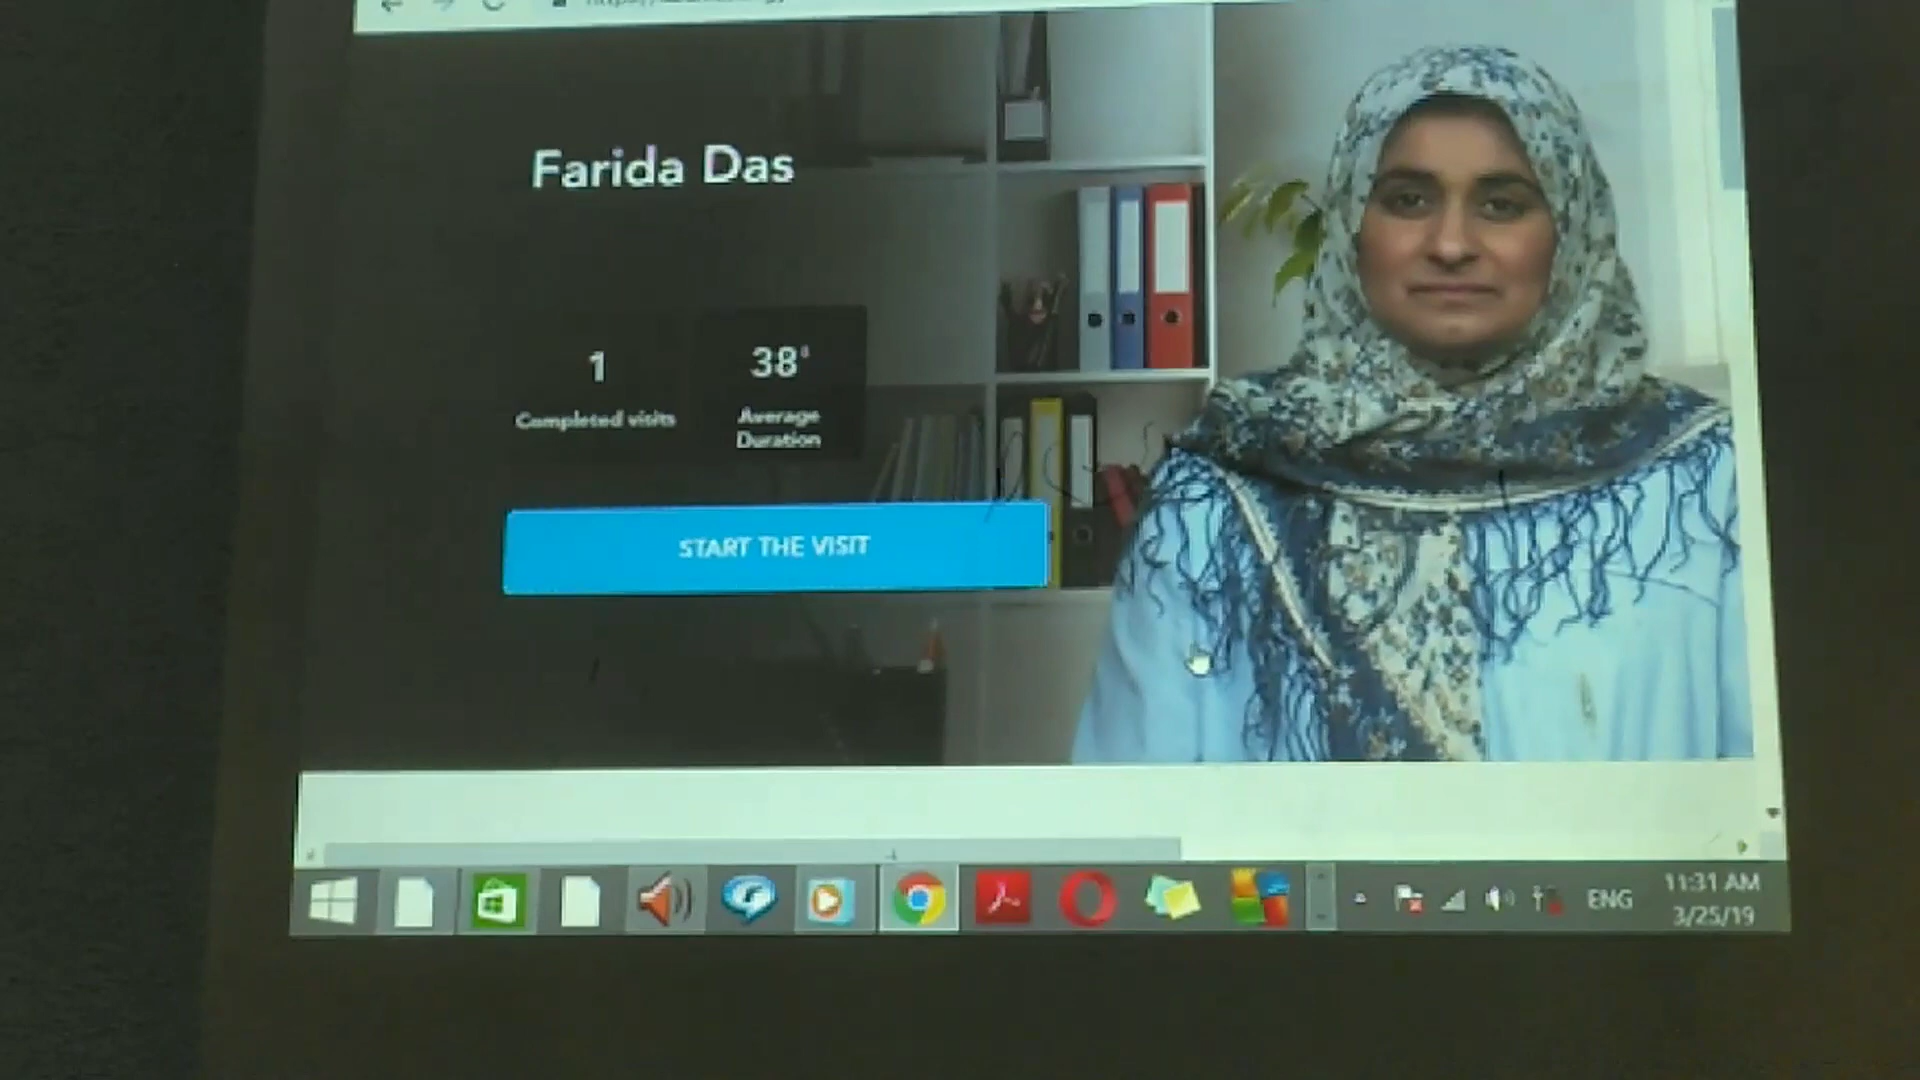 Farida Das
1
Completed visits
38'
Average
Duration
START THE VISIT
ENG
11:31 AM
3/25/19